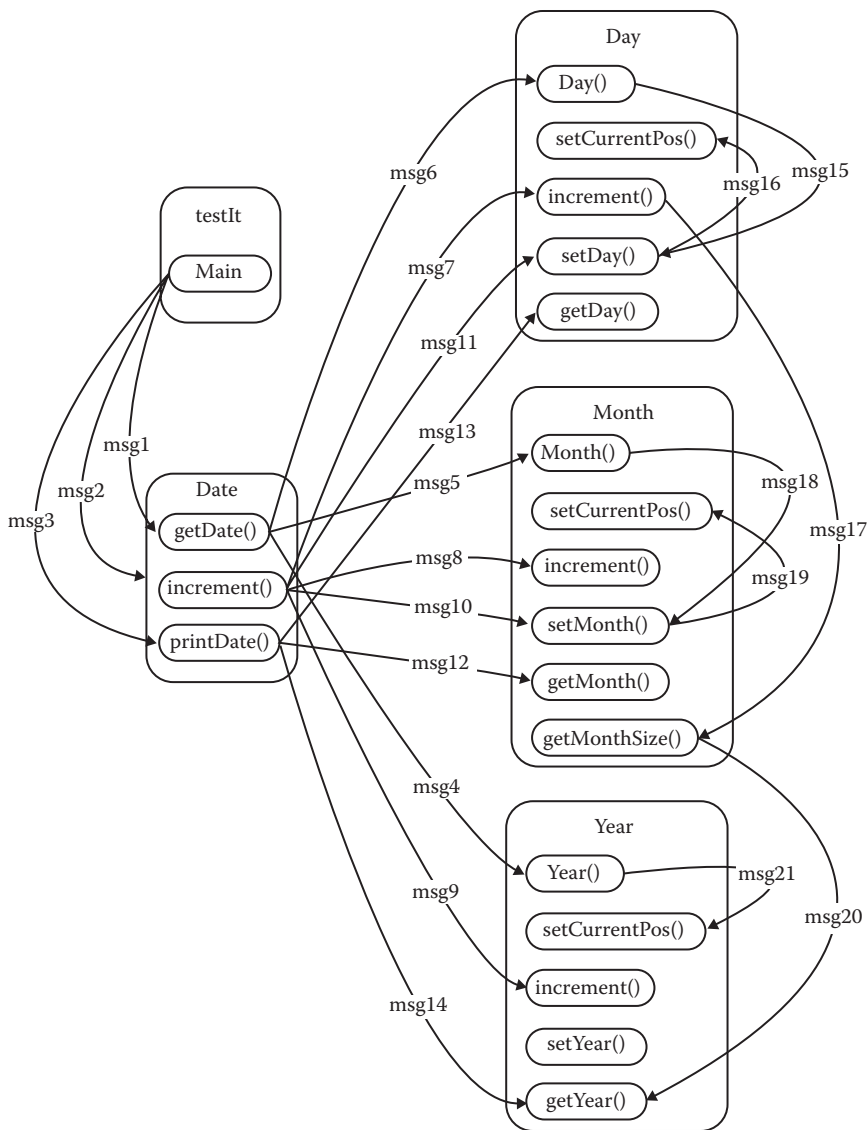 Day
Day()
setCurrentPos()
increment()
setDay()
getDay()
msg6
msg15
msg16
testIt
Main
msg7
msg11
msg13
msg1
msg2
msg3
Date
getDate()
increment()
printDate()
Month
Month()
setCurrentPos()
increment()
setMonth()
getMonth()
getMonthSize()
msg5
msg18
msg17
msg8
msg19
msg10
msg12
msg4
msg9
msg14
Year
Year()
setCurrentPos()
increment()
setYear()
getYear()
msg21
msg20